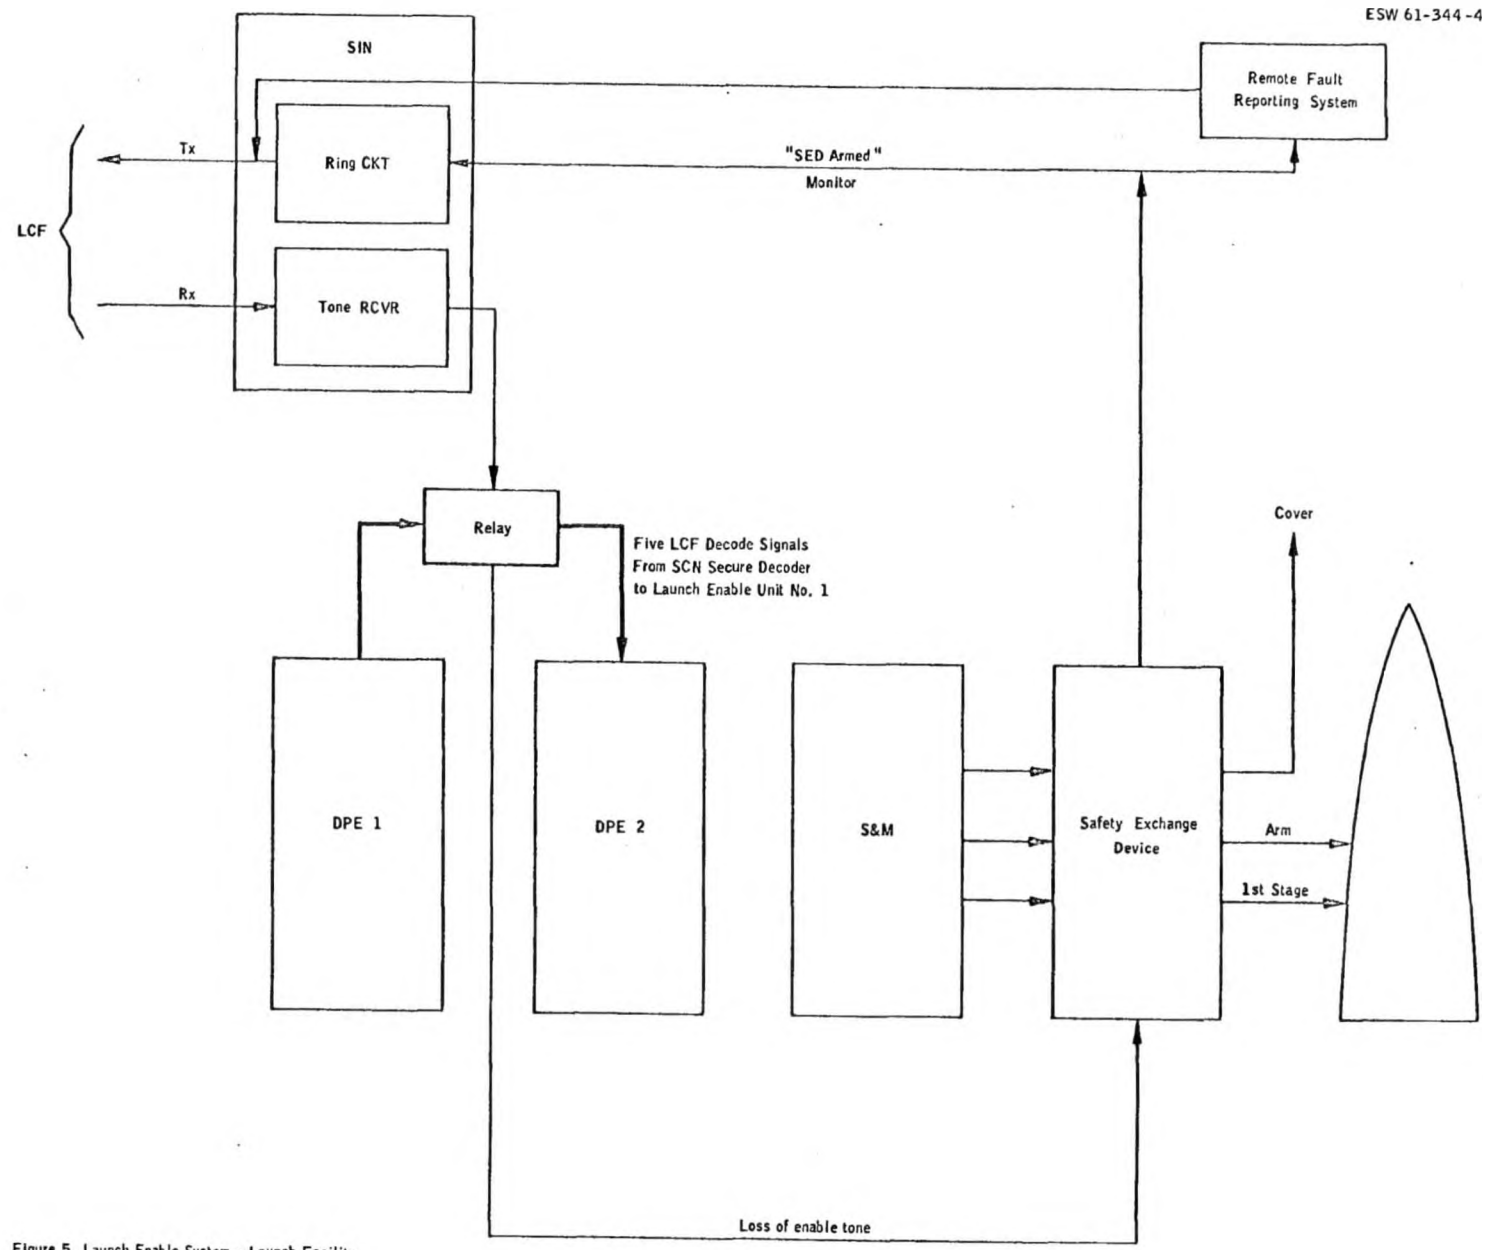 ESW 61-344-4
SIN
Remote Fault
Reporting System
Tx
Ring CKT
"SED Armed"
Monitor
LCF
Rx
Tone RCVR
Relay
Five LCF Decode Signals
From SCN Secure Decoder
to Launch Enable Unit No. 1
Cover
DPE 1
DPE 2
S&M
Safety Exchange
Device
Arm
1st Stage
Loss of enable tone
Figure 5. Launch Enable System - Launch Facility